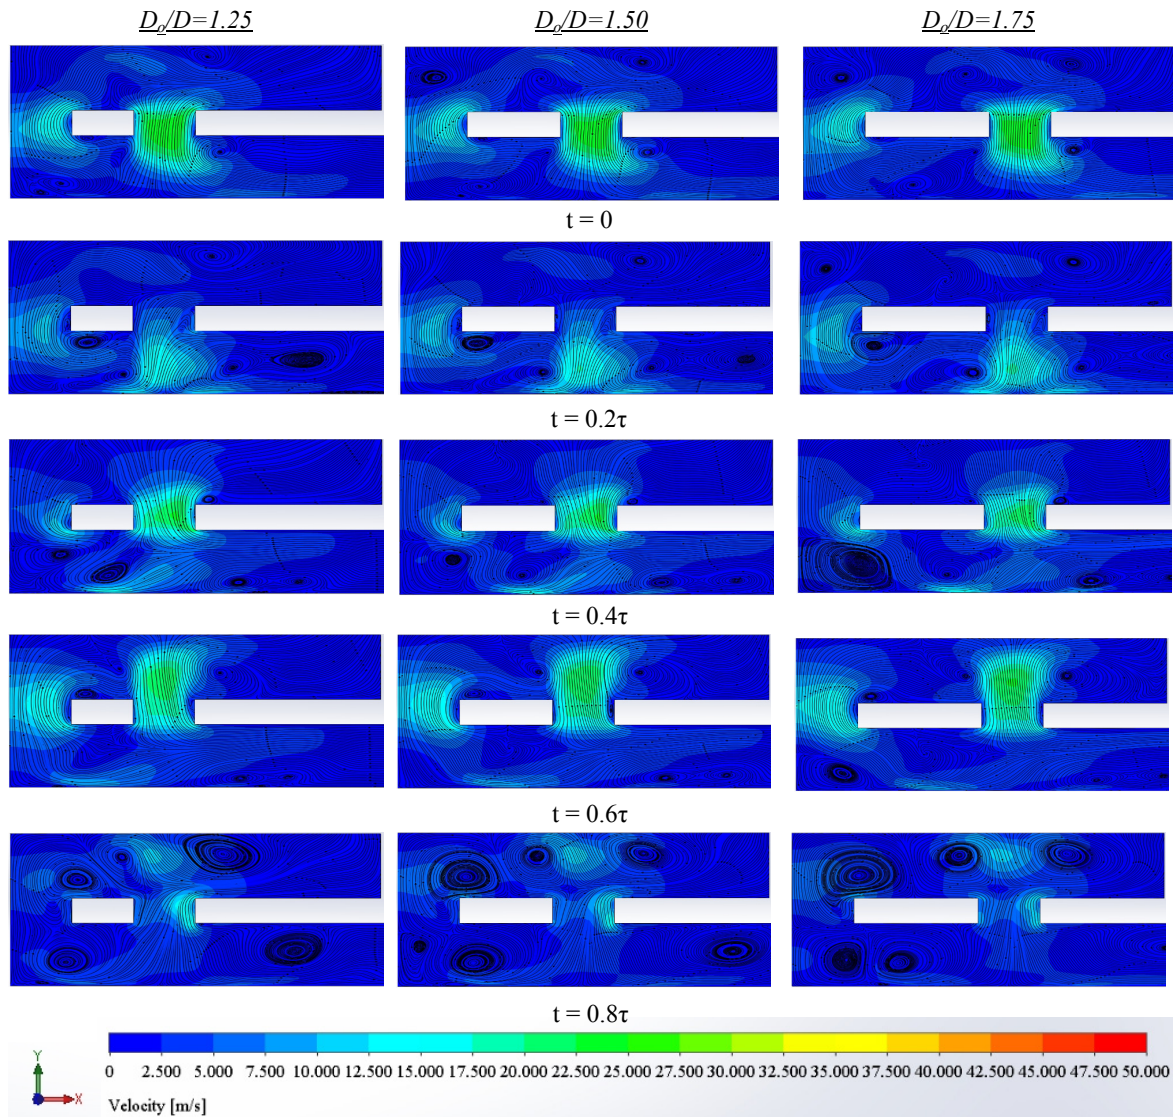 D₀/D=1.25 D₀/D=1.50 D₀/D=1.75
t = 0
t = 0.2τ
t = 0.4τ
t = 0.6τ
t = 0.8τ
Y
X
0 2.500 5.000 7.500 10.000 12.500 15.000 17.500 20.000 22.500 25.000 27.500 30.000 32.500 35.000 37.500 40.000 42.500 45.000 47.500 50.000
Velocity [m/s]